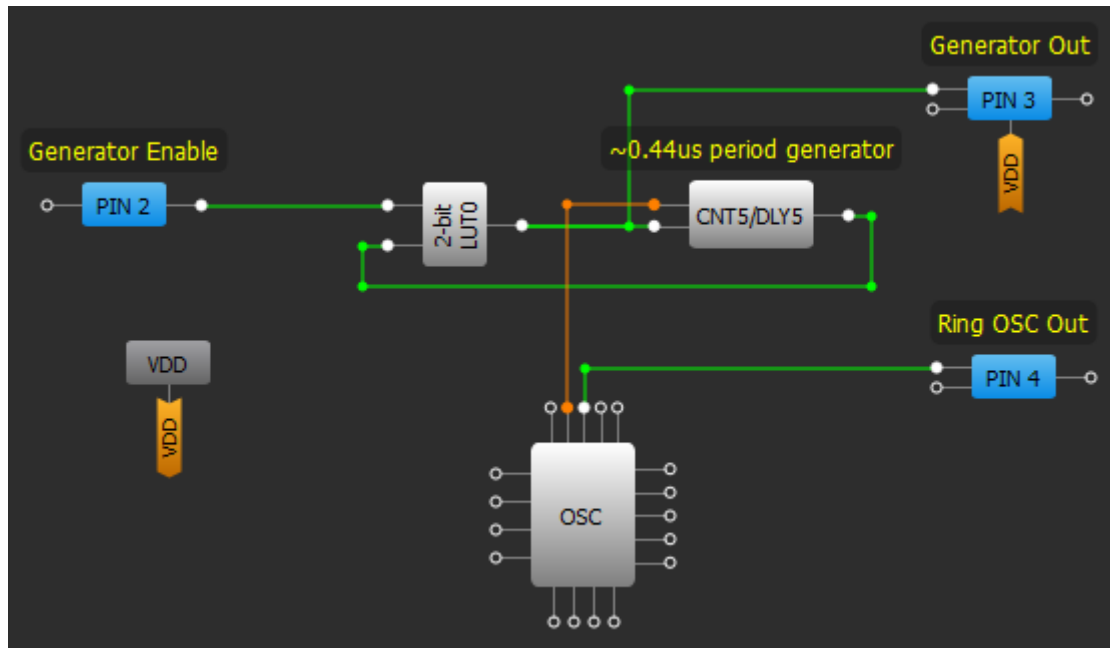 Generator Out
PIN 3
VDD
Generator Enable
~0.44us period generator
PIN 2
2-bit
LUT0
CNT5/DLY5
Ring OSC Out
PIN 4
VDD
VDD
OSC